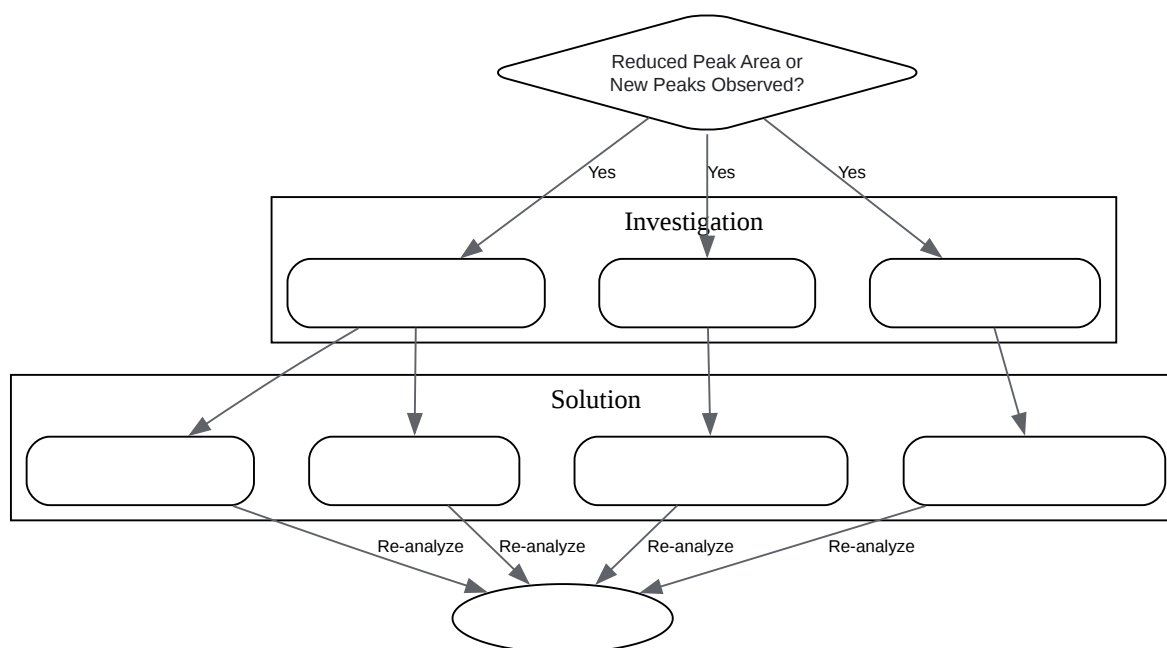 Reduced Peak Area or
New Peaks Observed?
Yes
Yes
Yes
Investigation
Solution
Re-analyze
Re-analyze
Re-analyze
Re-analyze